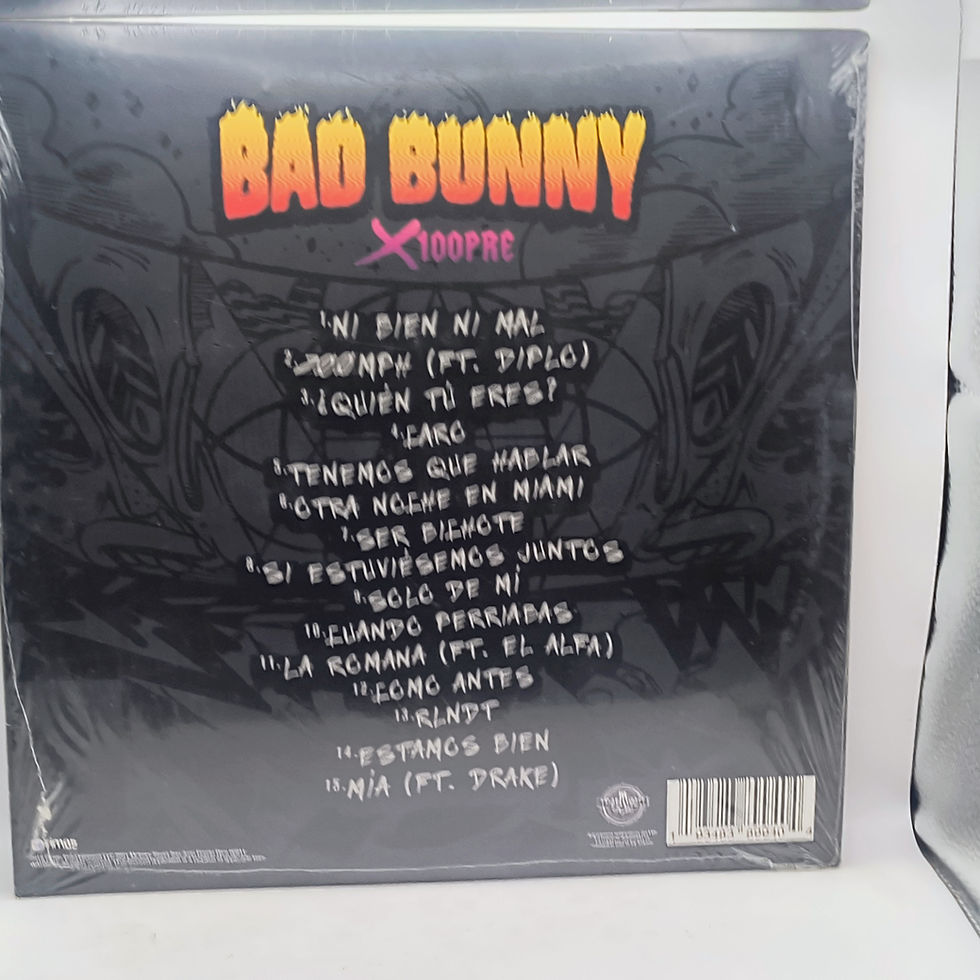 BAD BUNNY
X100PRE
1. NI BIEN NI MAL
2. 200MPH (FT. DIPLO)
3. ¿QUIÉN TÚ ERES?
4. CARO
5. TENEMOS QUE HABLAR
6. OTRA NOCHE EN MIAMI
7. SER BICHOTE
8. SI ESTUVIÉSEMOS JUNTOS
9. SOLO DE MÍ
10. CUANDO PERRIABAS
11. LA ROMANA (FT. EL ALFA)
12. COMO ANTES
13. RLNDT
14. ESTAMOS BIEN
15. MÍA (FT. DRAKE)